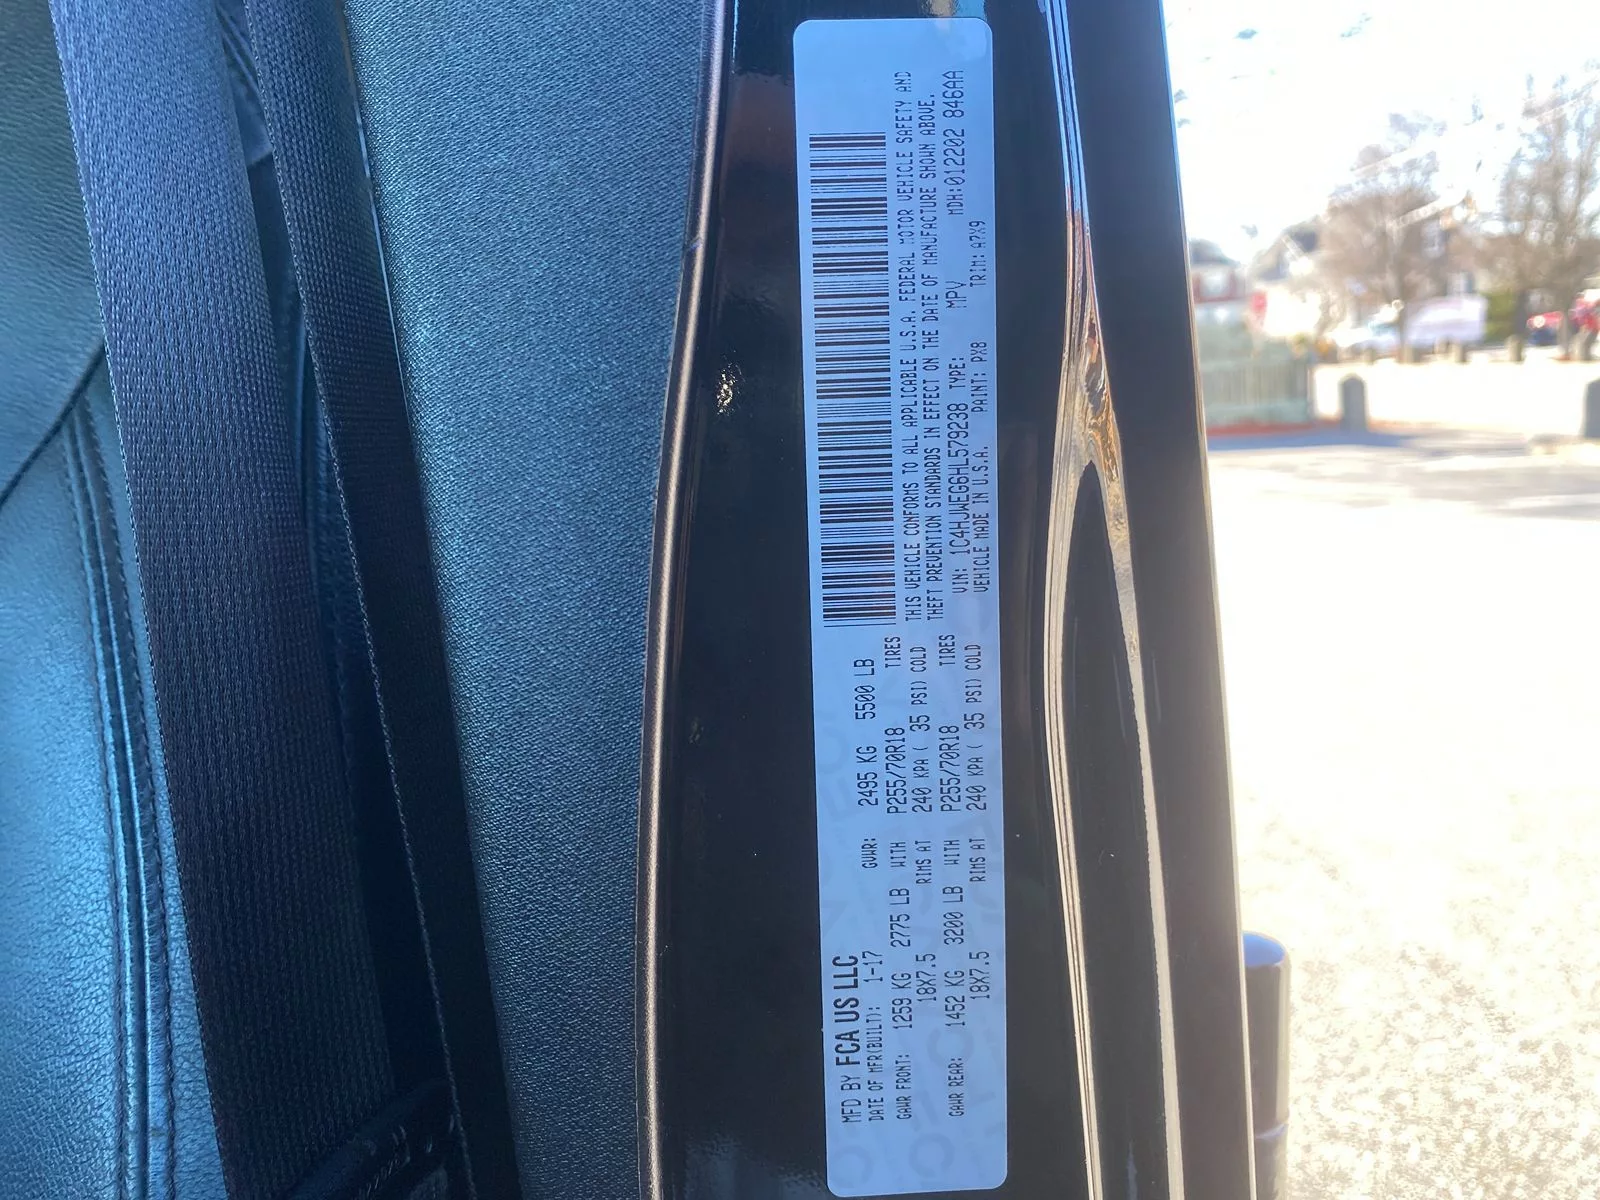 MFD BY FCA US LLC
DATE OF MFR(BUILT): 1-17 GVWR: 2495 KG 5500 LB
GAWR FRONT: 1259 KG 2775 LB WITH P255/70R18 TIRES
18X7.5 RIMS AT 240 KPA ( 35 PSI) COLD
GAWR REAR: 1452 KG 3200 LB WITH P255/70R18 TIRES
18X7.5 RIMS AT 240 KPA ( 35 PSI) COLD
THIS VEHICLE CONFORMS TO ALL APPLICABLE U.S.A. FEDERAL MOTOR VEHICLE SAFETY AND
THEFT PREVENTION STANDARDS IN EFFECT ON THE DATE OF MANUFACTURE SHOWN ABOVE.
VIN: 1C4HJWEG6HL579238 TYPE: MPV MDH:012202 846AA
VEHICLE MADE IN U.S.A. PAINT: PX8 TRIM: A7X9